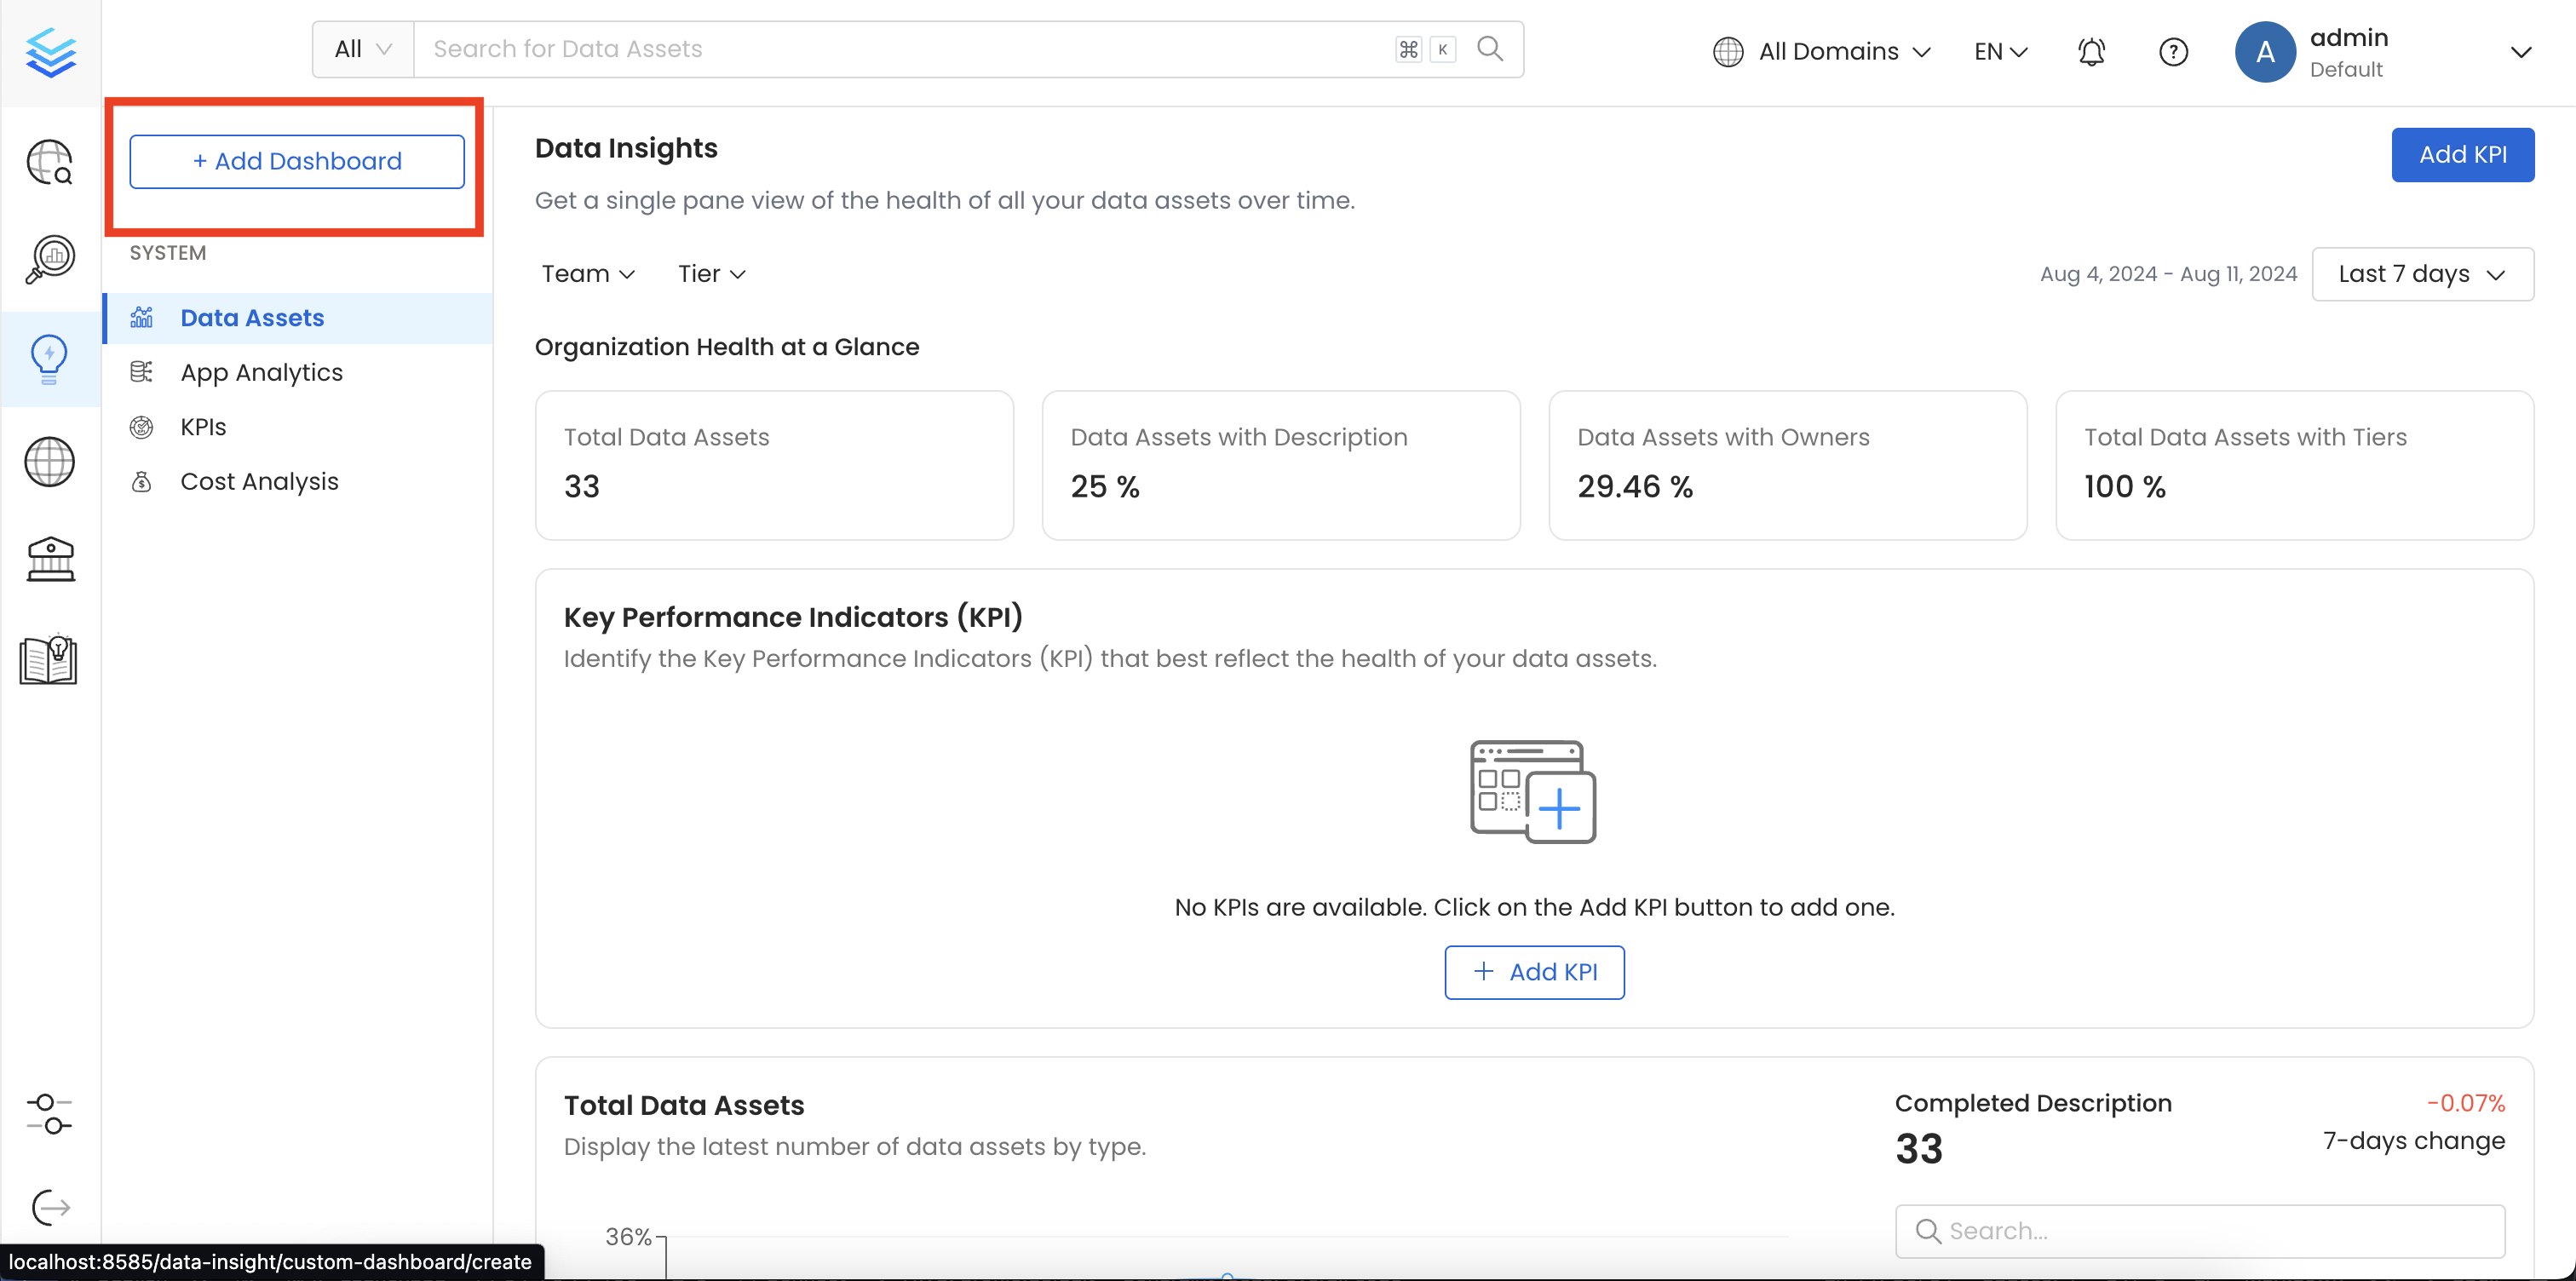 All
Search for Data Assets
⌘ K
All Domains
EN
A
admin
Default
+ Add Dashboard
SYSTEM
Data Assets
App Analytics
KPIs
Cost Analysis
Data Insights
Add KPI
Get a single pane view of the health of all your data assets over time.
Team Tier
Aug 4, 2024 - Aug 11, 2024
Last 7 days
Organization Health at a Glance
Total Data Assets
33
Data Assets with Description
25 %
Data Assets with Owners
29.46 %
Total Data Assets with Tiers
100 %
Key Performance Indicators (KPI)
Identify the Key Performance Indicators (KPI) that best reflect the health of your data assets.
No KPIs are available. Click on the Add KPI button to add one.
+ Add KPI
Total Data Assets
Display the latest number of data assets by type.
36%
Completed Description
-0.07%
33
7-days change
Search...
localhost:8585/data-insight/custom-dashboard/create